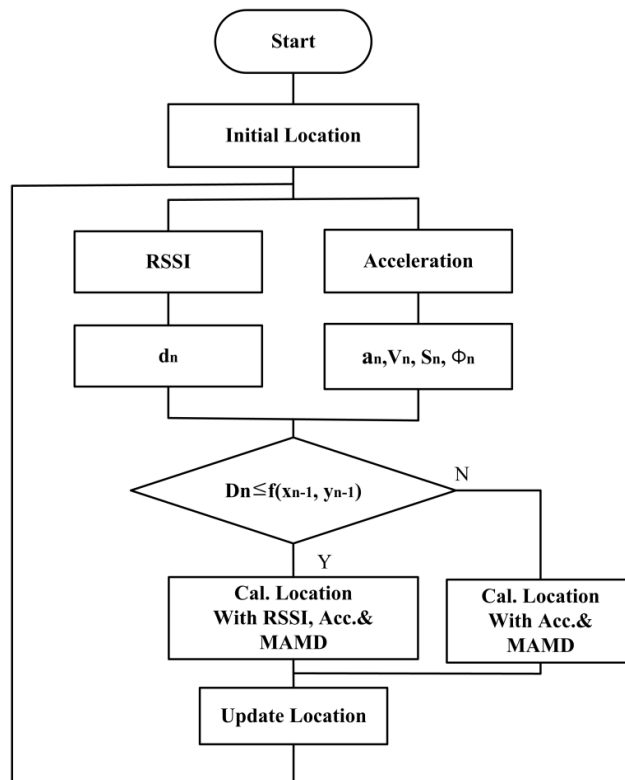 Start
Initial Location
RSSI
Acceleration
dn
an,Vn, Sn, Φn
Dn≤f(xn-1, yn-1)
N
Y
Cal. Location
With RSSI, Acc.&
MAMD
Cal. Location
With Acc.&
MAMD
Update Location